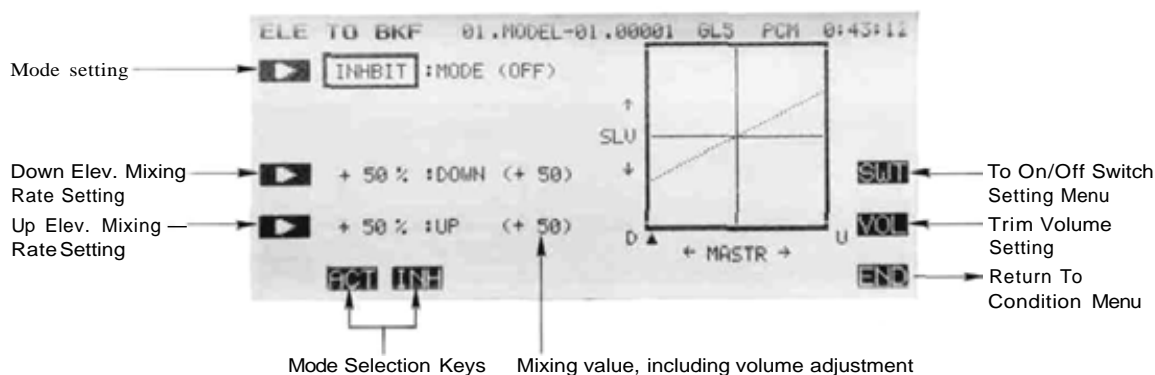 ELE TO BKF 01.MODEL-01.00001 GL5 PCM 0:43:12
Mode setting
INHBIT :MODE (OFF)
↑
SLV
↓
Down Elev. Mixing
Rate Setting
+ 50 % :DOWN (+ 50)
SWT
To On/Off Switch
Setting Menu
Up Elev. Mixing
Rate Setting
+ 50 % :UP (+ 50)
D
← MASTR →
U
VOL
Trim Volume
Setting
ACT INH
END
Return To
Condition Menu
Mode Selection Keys
Mixing value, including volume adjustment